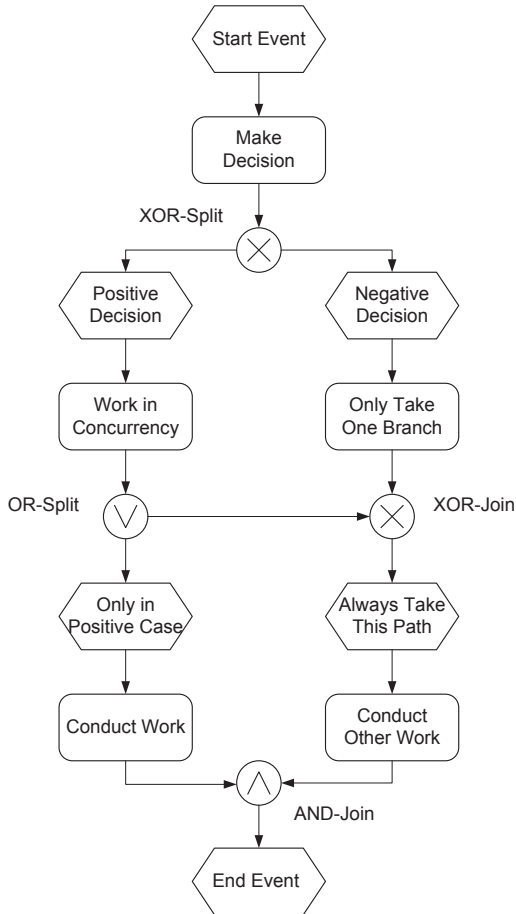 Start Event
Make
Decision
XOR-Split
Positive
Decision
Negative
Decision
Work in
Concurrency
Only Take
One Branch
OR-Split
XOR-Join
Only in
Positive Case
Always Take
This Path
Conduct Work
Conduct
Other Work
AND-Join
End Event